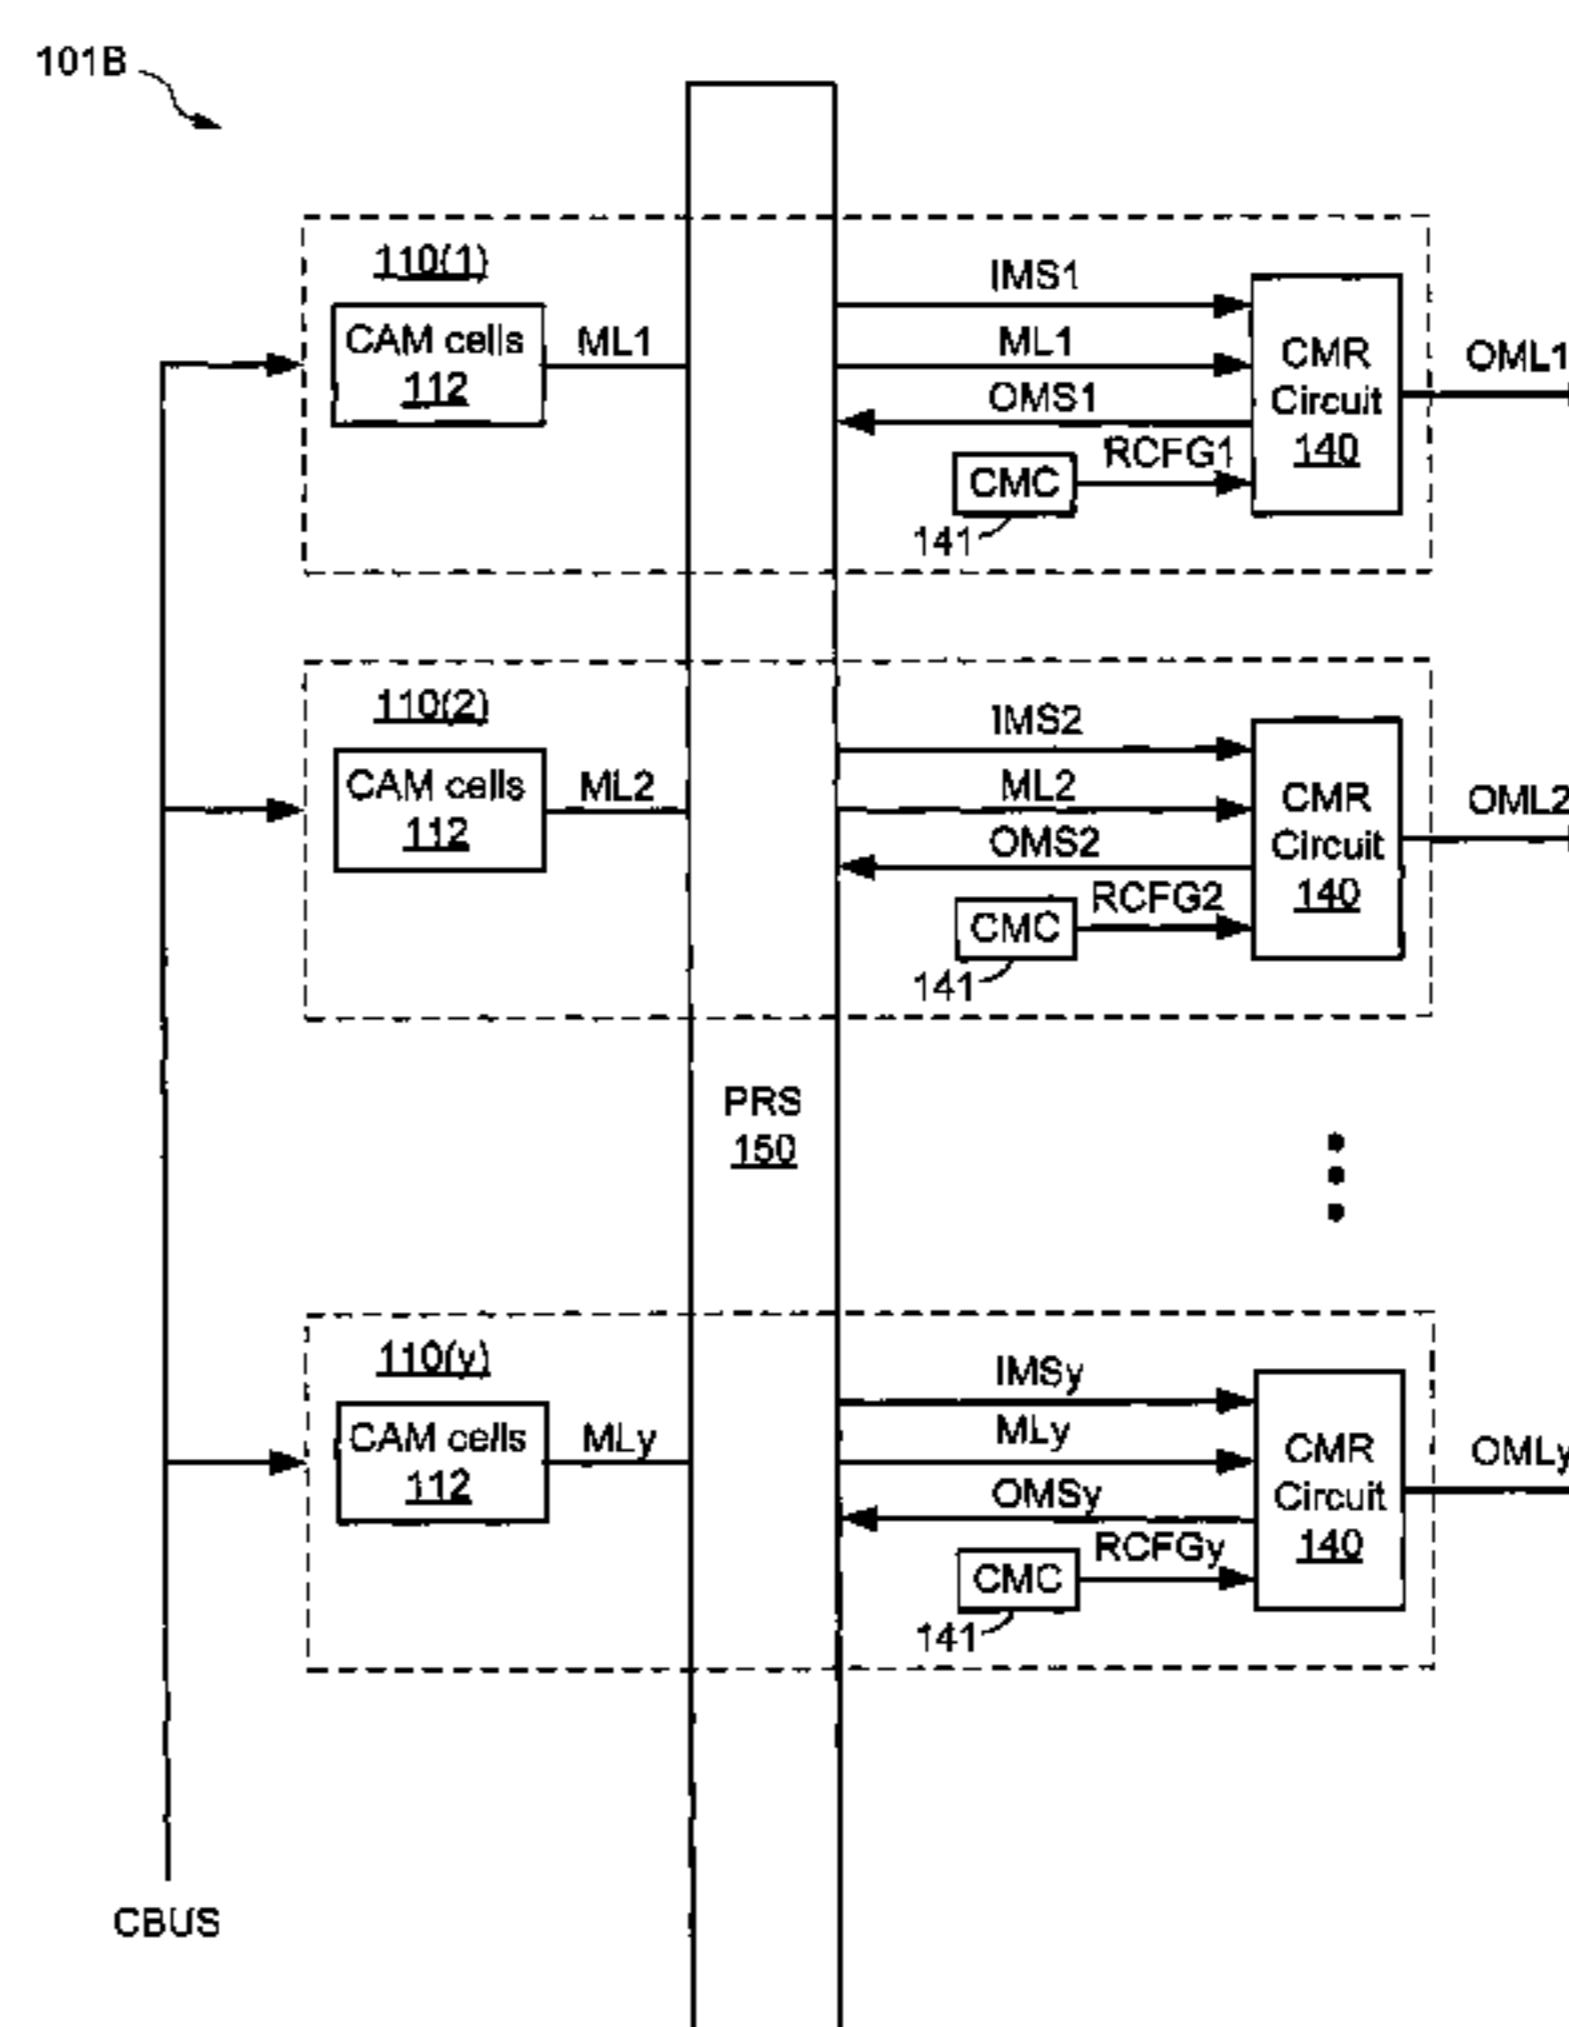 101B
110(1)
CAM cells
112
ML1
IMS1
ML1
OMS1
RCFG1
CMC
141
CMR
Circuit
140
OML1
110(2)
CAM cells
112
ML2
IMS2
ML2
OMS2
RCFG2
CMC
141
CMR
Circuit
140
OML2
PRS
150
110(y)
CAM cells
112
MLy
IMSy
MLy
OMSy
RCFGy
CMC
141
CMR
Circuit
140
OMLy
CBUS